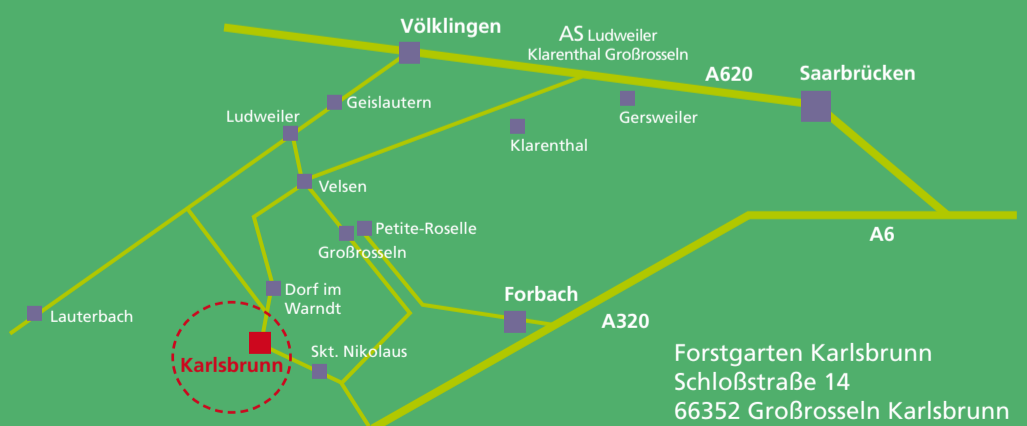 Völklingen
AS Ludweiler
Klarenthal Großrosseln
A620
Saarbrücken
Geislautern
Ludweiler
Gersweiler
Klarenthal
Velsen
Petite-Roselle
Großrosseln
A6
Dorf im
Warndt
Forbach
Lauterbach
A320
Karlsbrunn
Skt. Nikolaus
Forstgarten Karlsbrunn
Schloßstraße 14
66352 Großrosseln Karlsbrunn